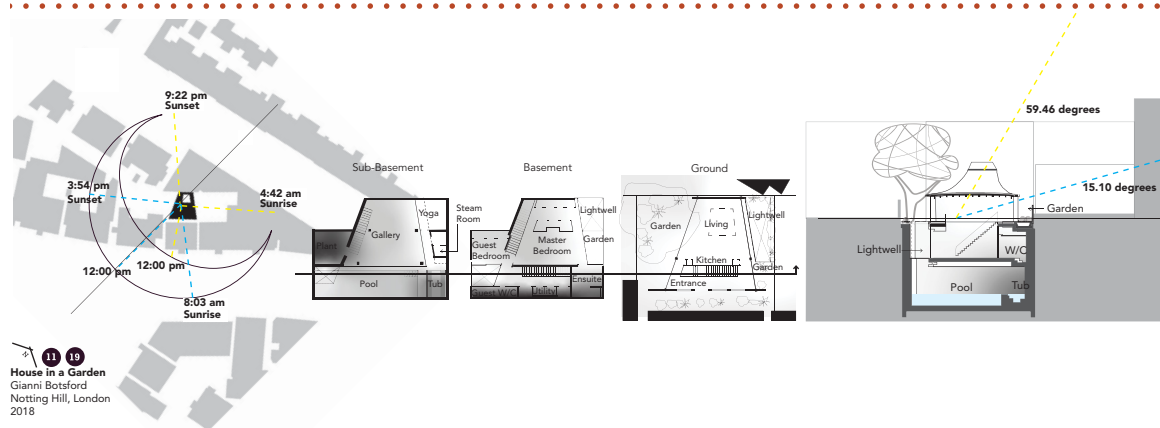 9:22 pm
Sunset
3:54 pm
Sunset
4:42 am
Sunrise
12:00 pm
12:00 pm
8:03 am
Sunrise
N
11 19
House in a Garden
Gianni Botsford
Notting Hill, London
2018
Sub-Basement
Yoga
Steam
Room
Gallery
Plant
Pool
Tub
Basement
Lightwell
Guest
Bedroom
Master
Bedroom
Garden
Ensuite
Guest W/C
Utility
Ground
Lightwell
Garden
Living
Kitchen
Garden
Entrance
59.46 degrees
15.10 degrees
Garden
Lightwell
W/C
Pool
Tub